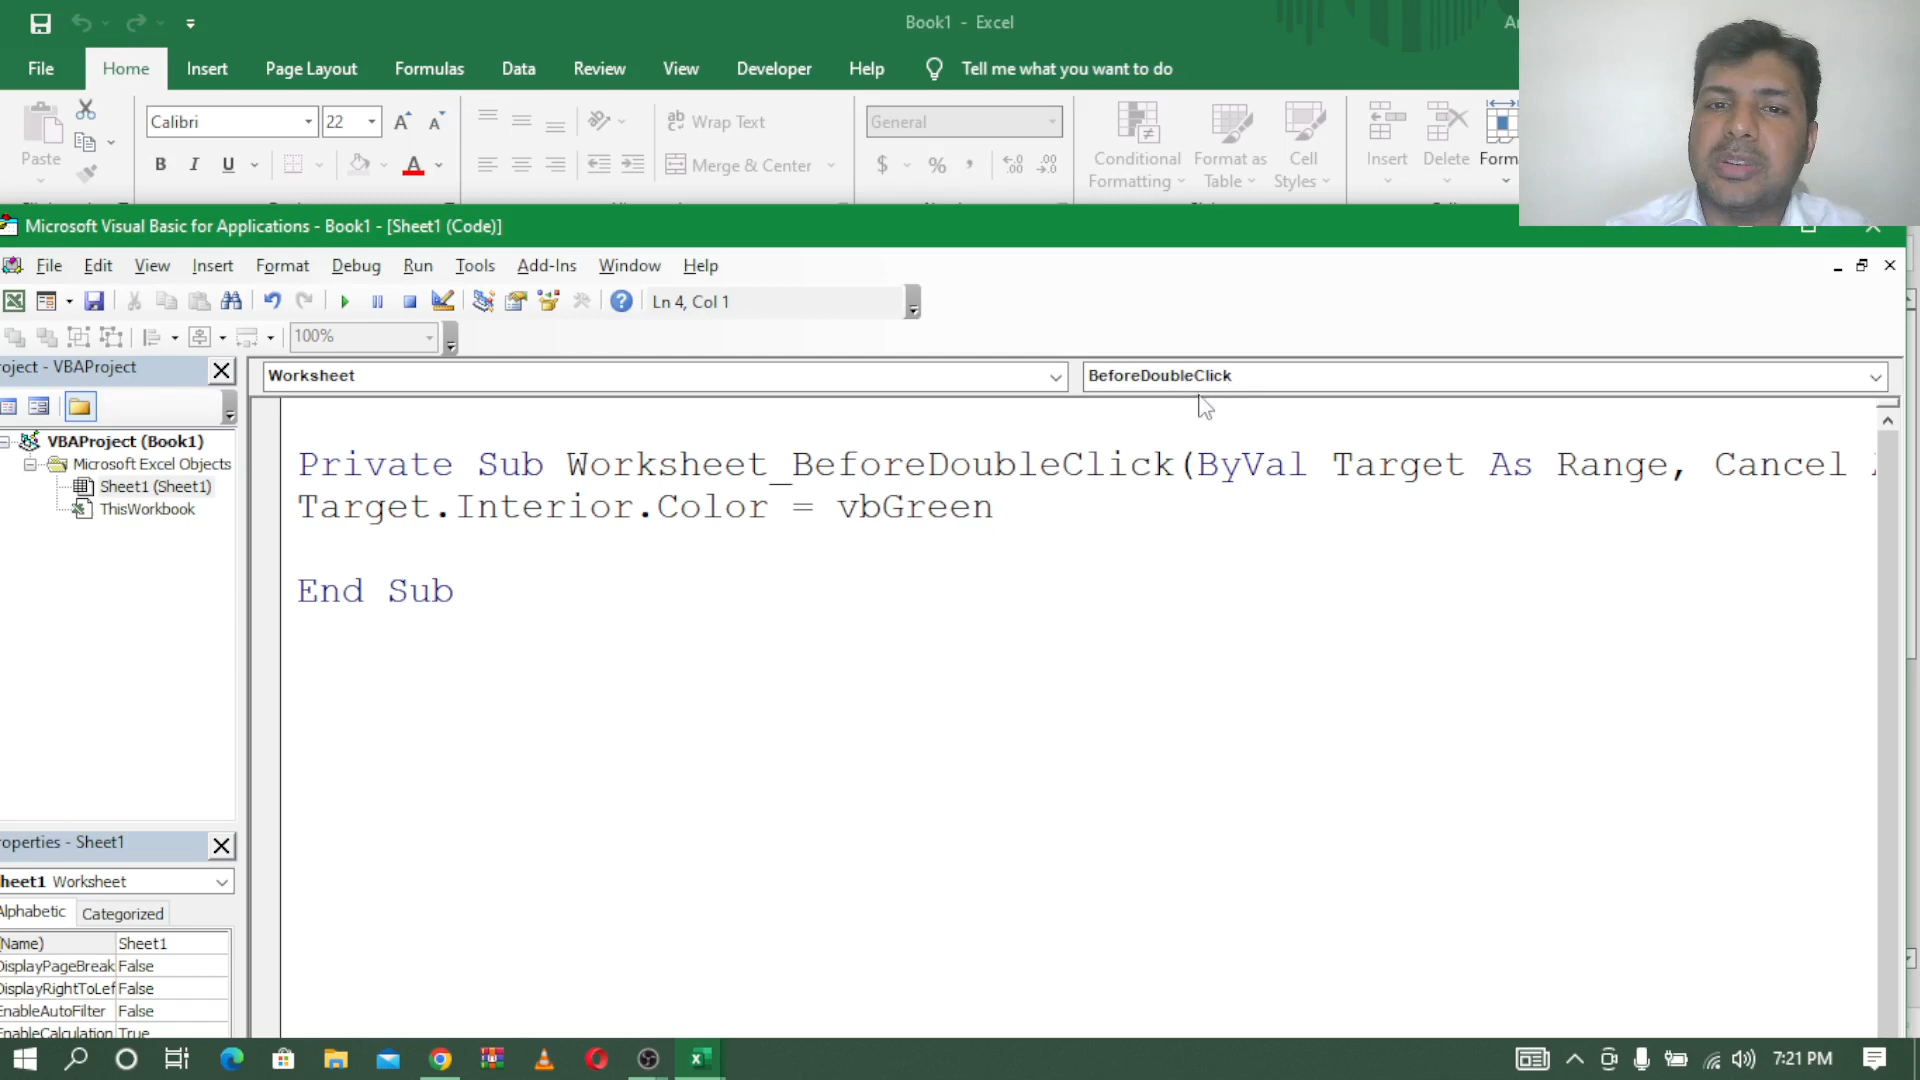 Book1 - Excel
File Home Insert Page Layout Formulas Data Review View Developer Help Tell me what you want to do
Calibri 22 A A ab Wrap Text General
Paste B I U A Merge & Center $ % , Conditional Formatting Format as Table Cell Styles Insert Delete Form
Microsoft Visual Basic for Applications - Book1 - [Sheet1 (Code)]
File Edit View Insert Format Debug Run Tools Add-Ins Window Help
Ln 4, Col 1
100%
oject - VBAProject
Worksheet BeforeDoubleClick
VBAProject (Book1)
Microsoft Excel Objects
Sheet1 (Sheet1)
ThisWorkbook
Private Sub Worksheet_BeforeDoubleClick(ByVal Target As Range, Cancel
Target.Interior.Color = vbGreen
End Sub
operties - Sheet1
heet1 Worksheet
Alphabetic Categorized
(Name) Sheet1
DisplayPageBreak False
DisplayRightToLef False
EnableAutoFilter False
EnableCalculation True
7:21 PM